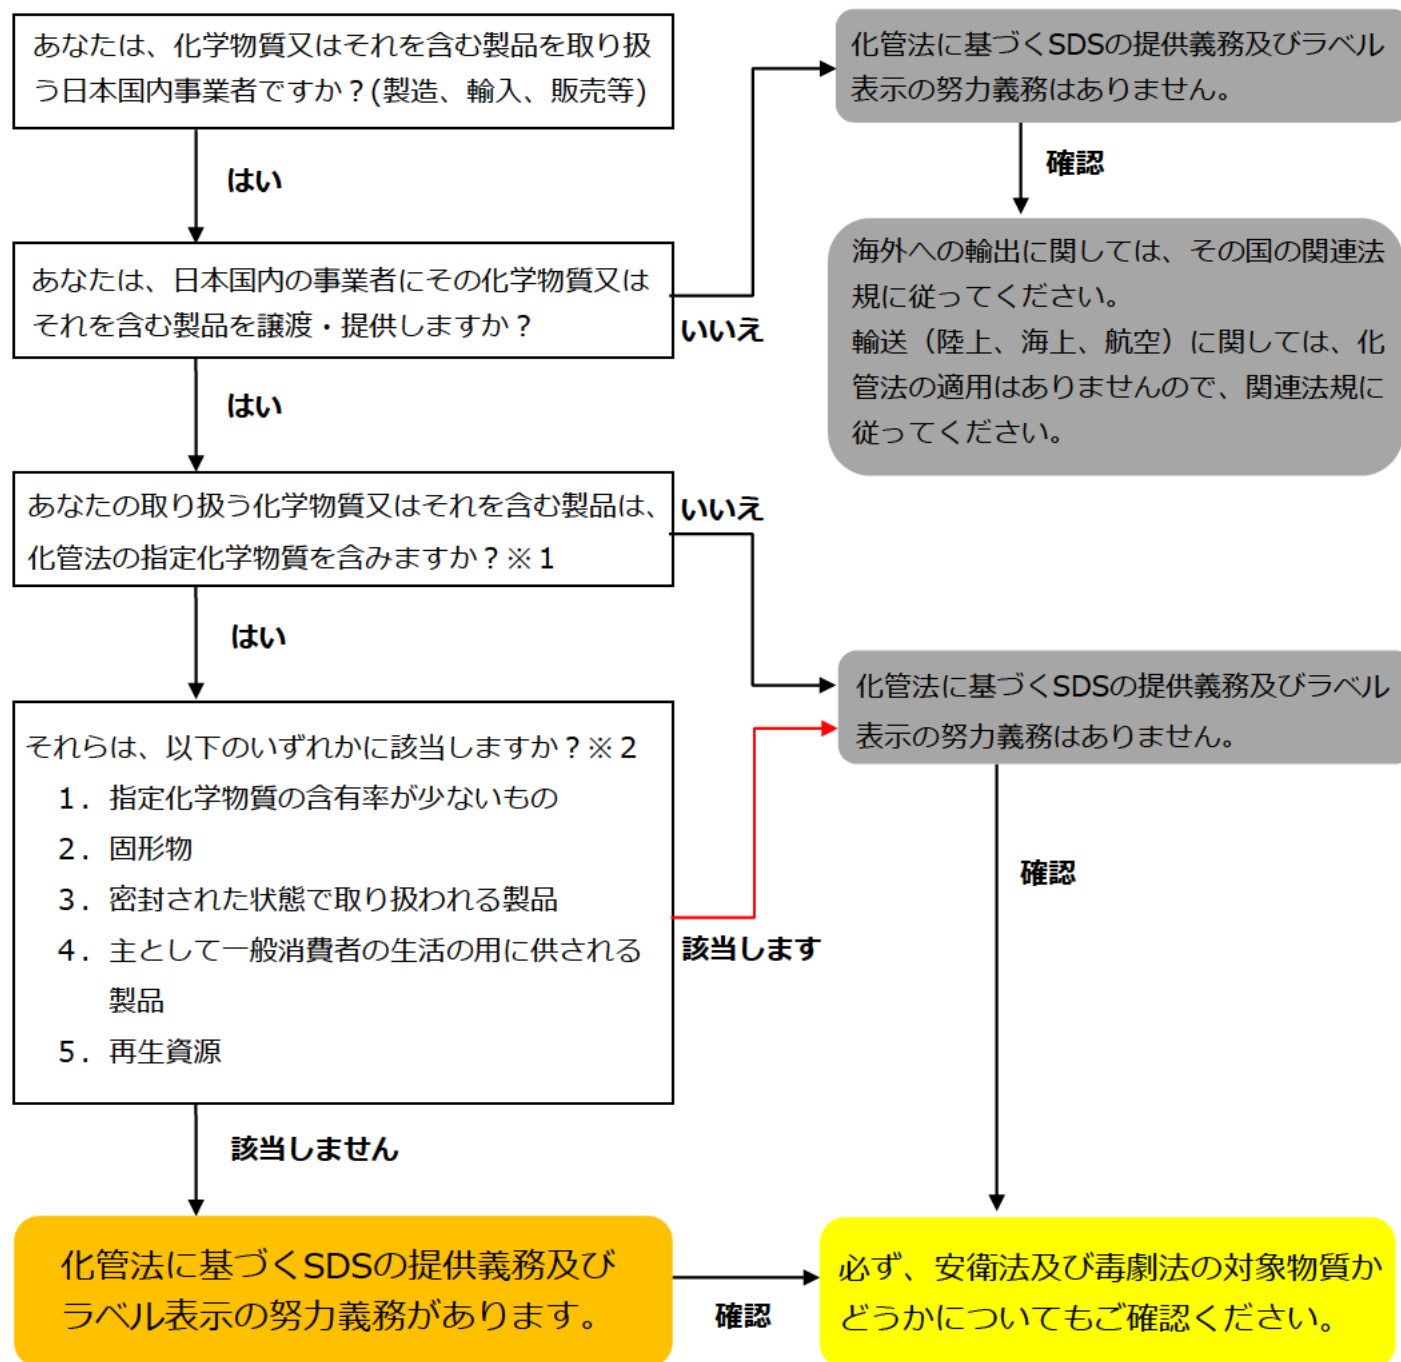 あなたは、化学物質又はそれを含む製品を取り扱
う日本国内事業者ですか？(製造、輸入、販売等)
はい
あなたは、日本国内の事業者にその化学物質又は
それを含む製品を譲渡・提供しますか？
いいえ
化管法に基づくSDSの提供義務及びラベル
表示の努力義務はありません。
確認
海外への輸出に関しては、その国の関連法
規に従ってください。
輸送（陸上、海上、航空）に関しては、化
管法の適用はありませんので、関連法規に
従ってください。
はい
あなたの取り扱う化学物質又はそれを含む製品は、
化管法の指定化学物質を含みますか？※１
いいえ
はい
それらは、以下のいずれかに該当しますか？※２
１．指定化学物質の含有率が少ないもの
２．固形物
３．密封された状態で取り扱われる製品
４．主として一般消費者の生活の用に供される
製品
５．再生資源
該当します
化管法に基づくSDSの提供義務及びラベル
表示の努力義務はありません。
確認
該当しません
化管法に基づくSDSの提供義務及び
ラベル表示の努力義務があります。
確認
必ず、安衛法及び毒劇法の対象物質か
どうかについてもご確認ください。